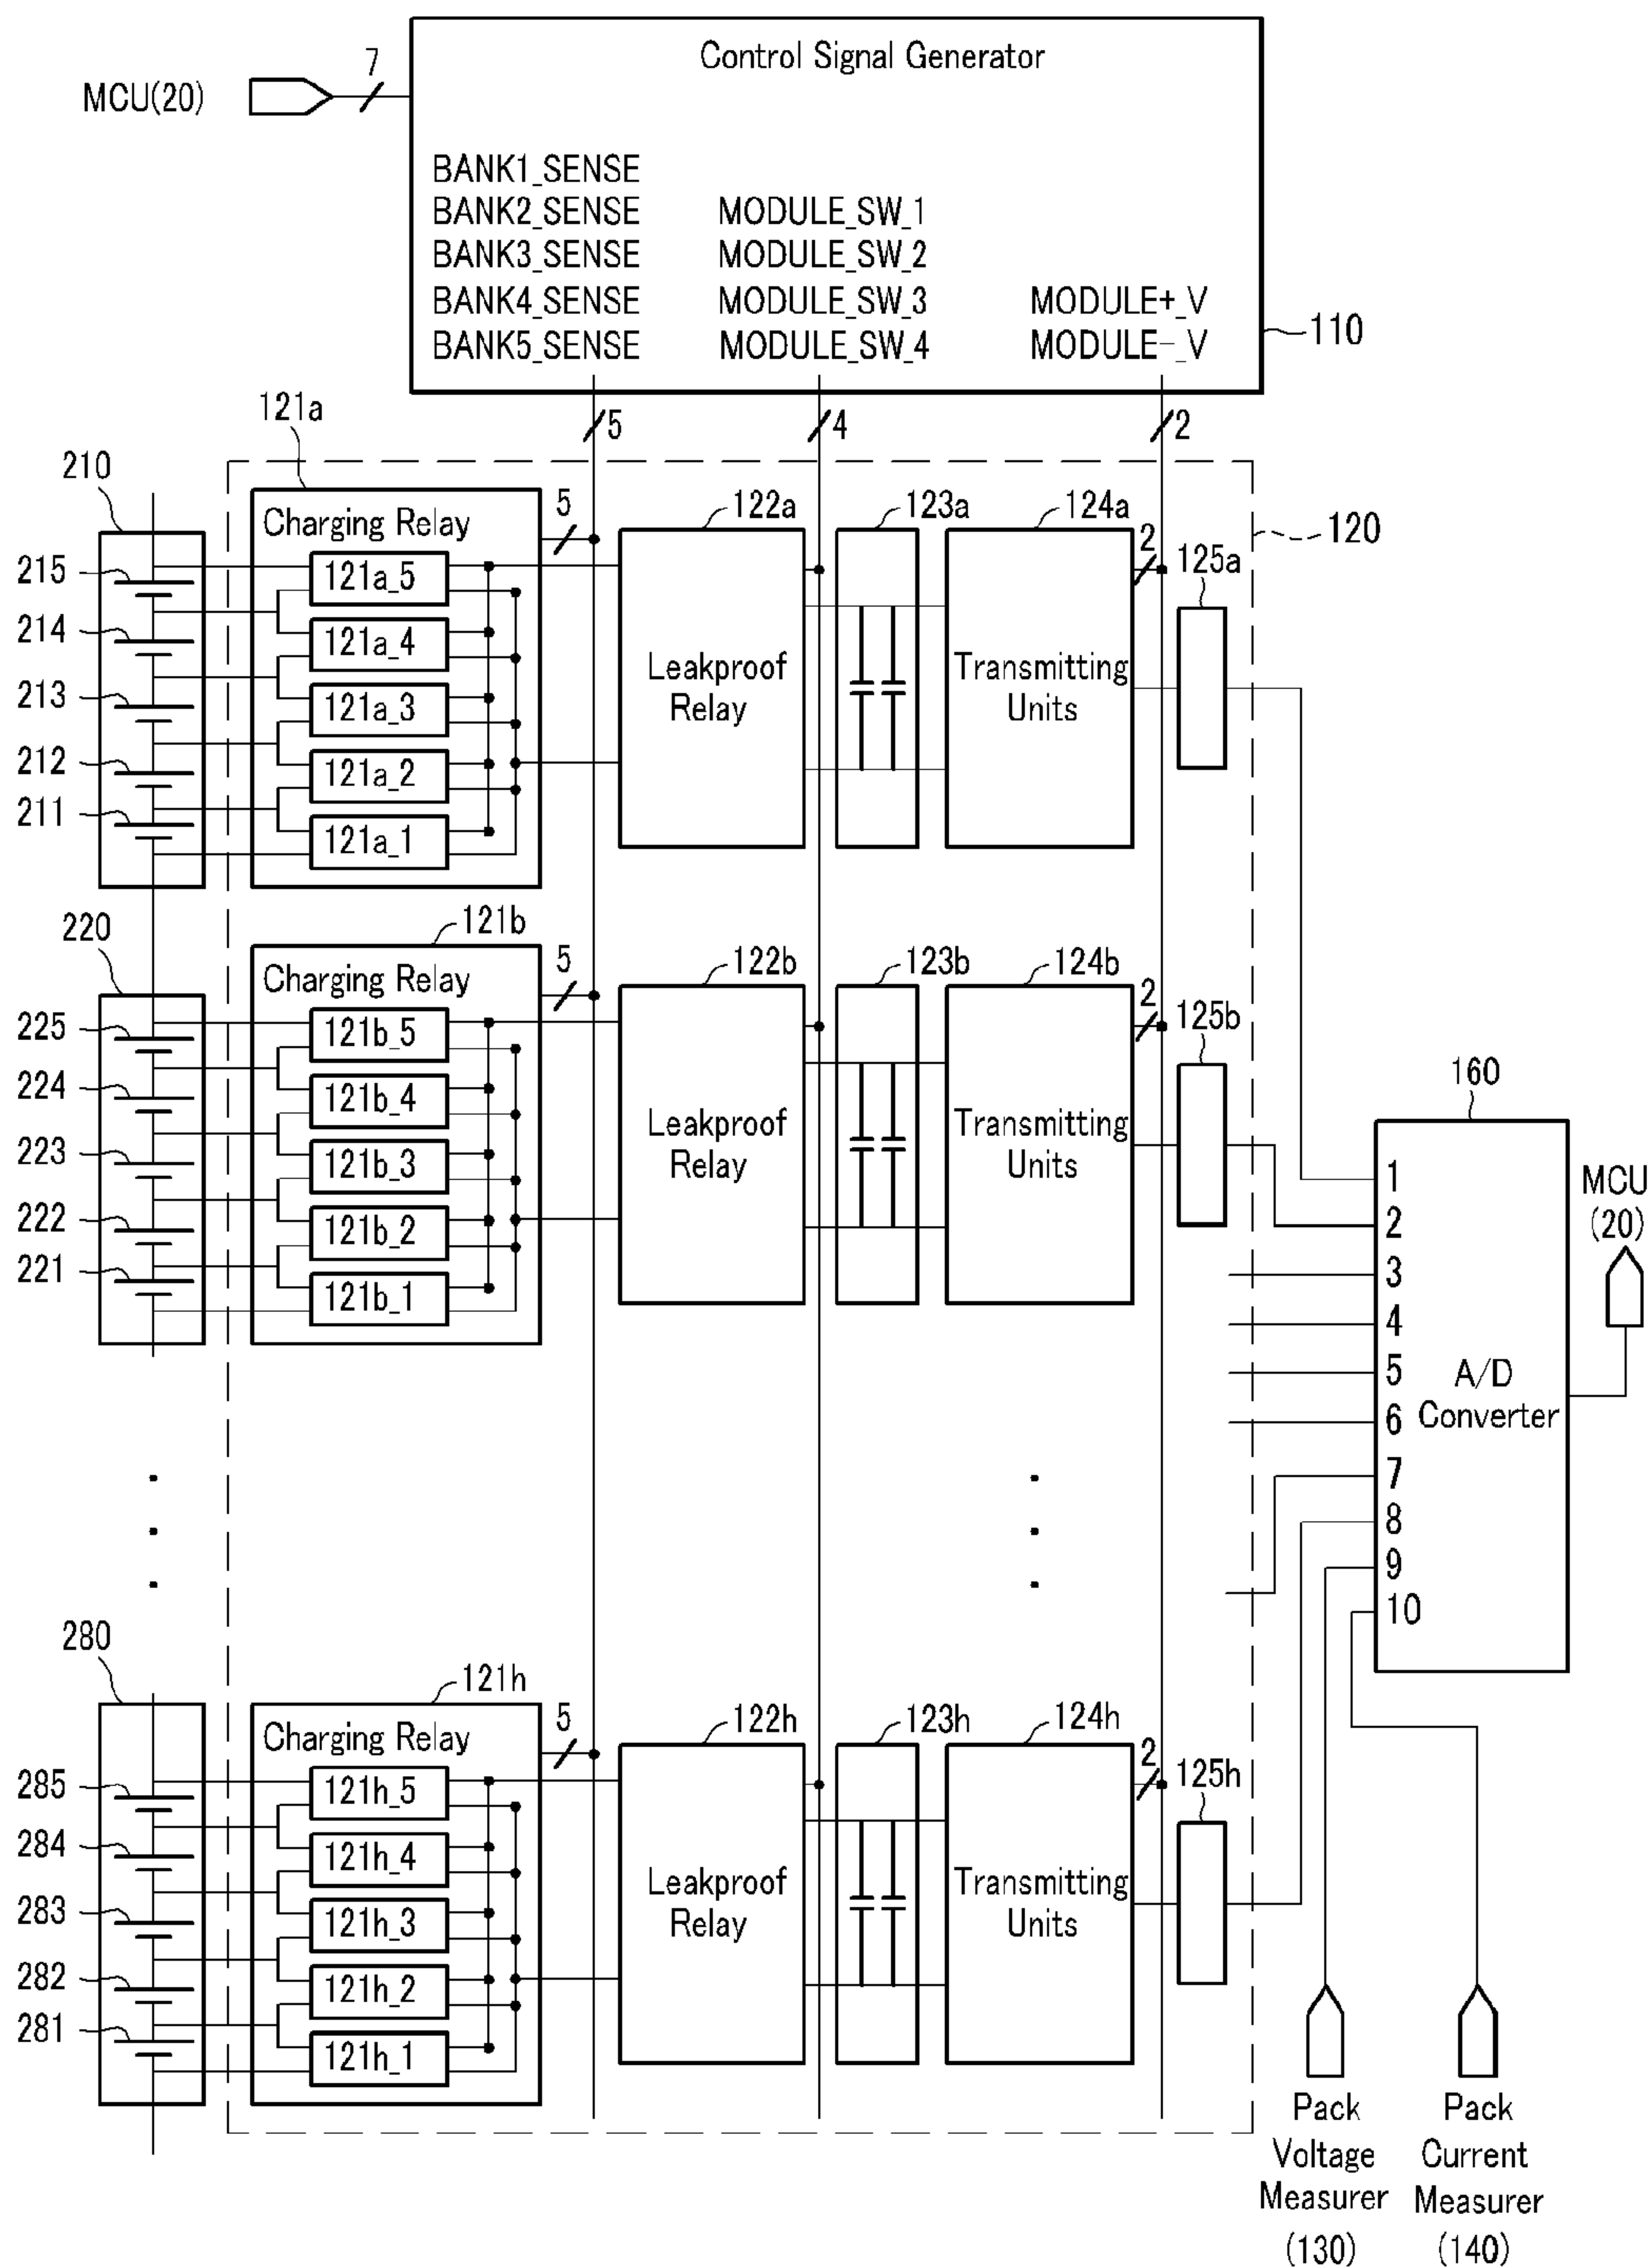 Control Signal Generator
7
MCU(20)
BANK1_SENSE
BANK2_SENSE MODULE_SW_1
BANK3_SENSE MODULE_SW_2
BANK4_SENSE MODULE_SW_3 MODULE+_V
BANK5_SENSE MODULE_SW_4 MODULE-_V
110
121a
5 4 2
210
122a 123a 124a
120
Charging Relay
5
2
125a
215
121a_5
214
121a_4
213
121a_3
212
121a_2
211
121a_1
Leakproof
Relay
Transmitting
Units
220
121b
122b 123b 124b
Charging Relay
5
2
125b
225
121b_5
224
121b_4
223
121b_3
222
121b_2
221
121b_1
Leakproof
Relay
Transmitting
Units
160
1
2
3
4
5
6
7
8
9
10
A/D
Converter
MCU
(20)
280
121h
122h 123h 124h
Charging Relay
5
2
125h
285
121h_5
284
121h_4
283
121h_3
282
121h_2
281
121h_1
Leakproof
Relay
Transmitting
Units
Pack
Voltage
Measurer
(130)
Pack
Current
Measurer
(140)